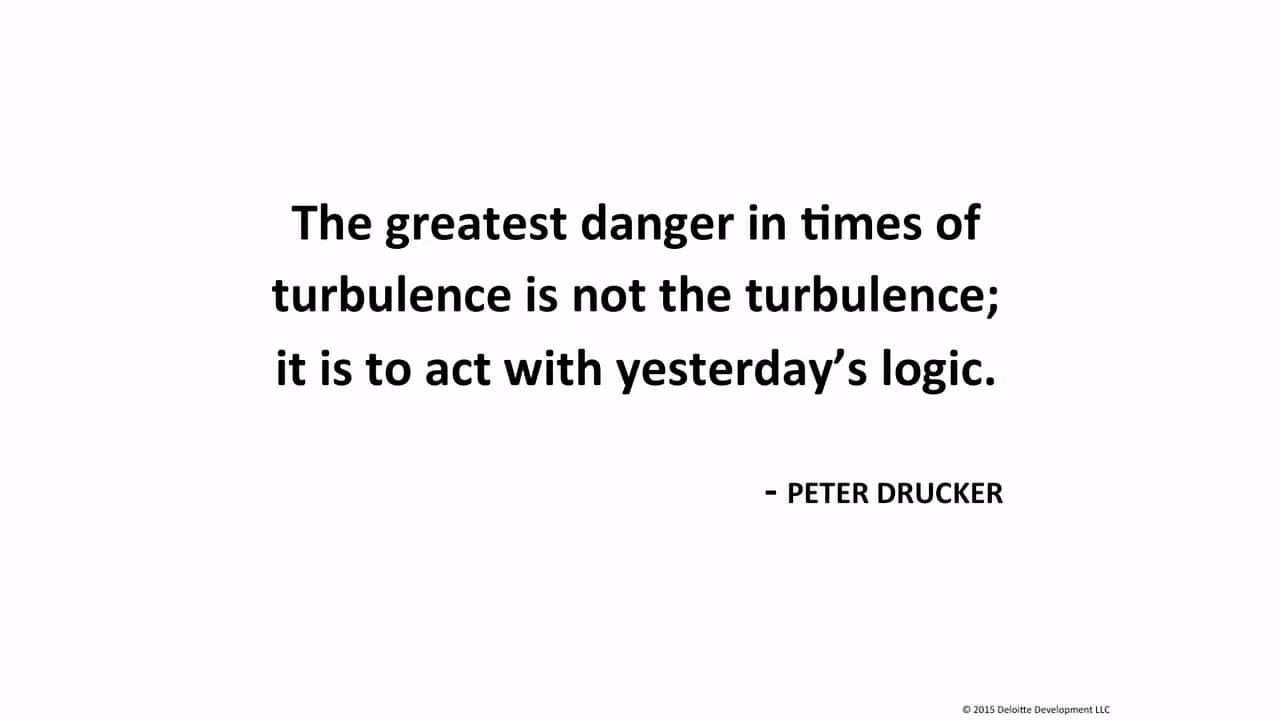 The greatest danger in times of
turbulence is not the turbulence;
it is to act with yesterday’s logic.
- PETER DRUCKER
© 2015 Deloitte Development LLC